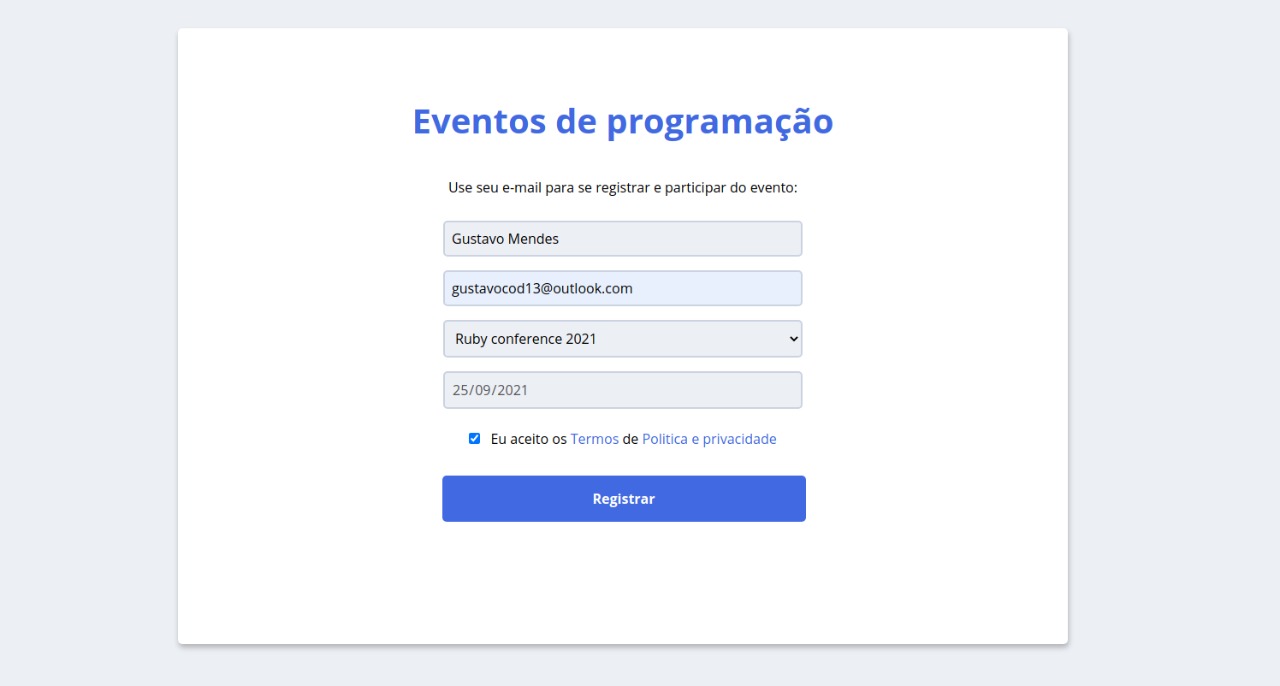 Eventos de programação
Use seu e-mail para se registrar e participar do evento:
Gustavo Mendes
gustavocod13@outlook.com
Ruby conference 2021
25/09/2021
Eu aceito os Termos de Politica e privacidade
Registrar